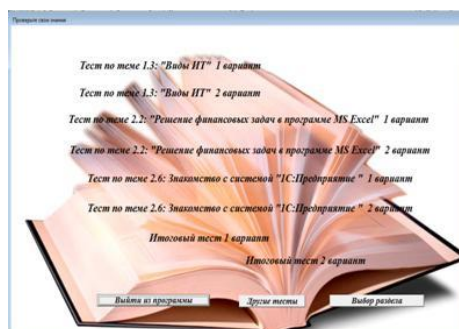 Проверьте свои знания
Тест по теме 1.3: "Виды ИТ" 1 вариант
Тест по теме 1.3: "Виды ИТ" 2 вариант
Тест по теме 2.2: "Решение финансовых задач в программе MS Excel" 1 вариант
Тест по теме 2.2: "Решение финансовых задач в программе MS Excel" 2 вариант
Тест по теме 2.6: Знакомство с системой "1С:Предприятие " 1 вариант
Тест по теме 2.6: Знакомство с системой "1С:Предприятие " 2 вариант
Итоговый тест 1 вариант
Итоговый тест 2 вариант
Выйти из программы
Другие тесты
Выбор раздела